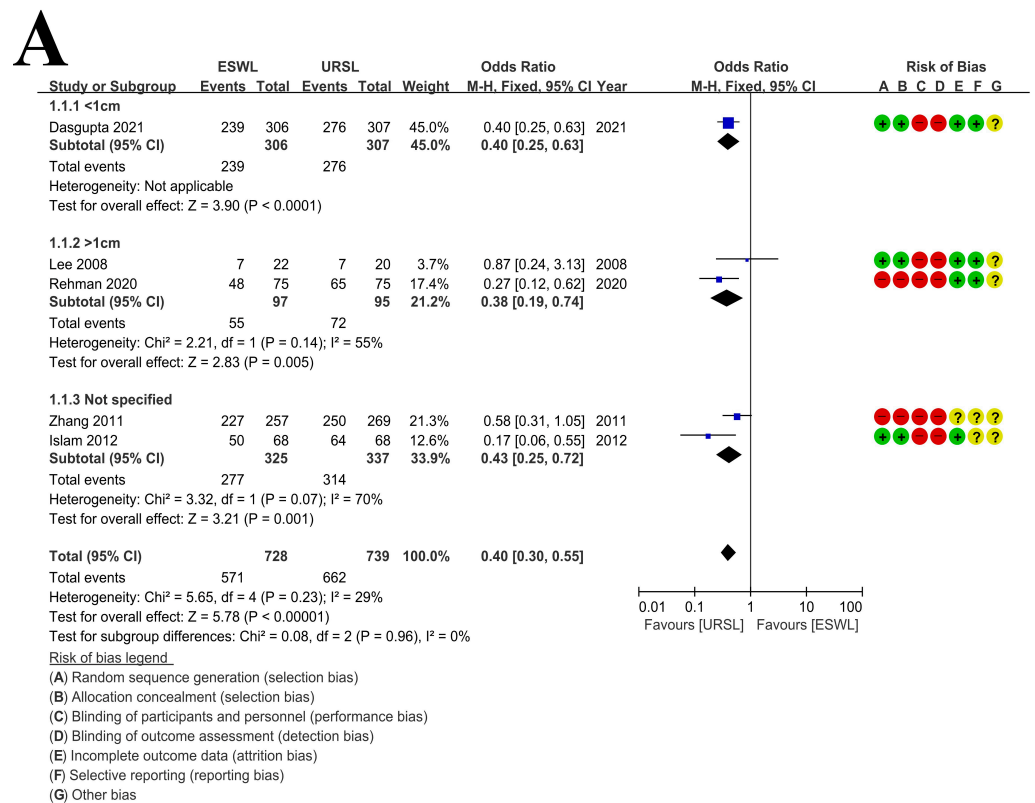 A
ESWL URSL Odds Ratio Odds Ratio Risk of Bias
Study or Subgroup Events Total Events Total Weight M-H, Fixed, 95% CI Year M-H, Fixed, 95% CI A B C D E F G
1.1.1 <1cm
Dasgupta 2021 239 306 276 307 45.0% 0.40 [0.25, 0.63] 2021 + + − − + + ?
Subtotal (95% CI) 306 307 45.0% 0.40 [0.25, 0.63]
Total events 239 276
Heterogeneity: Not applicable
Test for overall effect: Z = 3.90 (P < 0.0001)
1.1.2 >1cm
Lee 2008 7 22 7 20 3.7% 0.87 [0.24, 3.13] 2008 + + − − + + ?
Rehman 2020 48 75 65 75 17.4% 0.27 [0.12, 0.62] 2020 − − − − + + ?
Subtotal (95% CI) 97 95 21.2% 0.38 [0.19, 0.74]
Total events 55 72
Heterogeneity: Chi² = 2.21, df = 1 (P = 0.14); I² = 55%
Test for overall effect: Z = 2.83 (P = 0.005)
1.1.3 Not specified
Zhang 2011 227 257 250 269 21.3% 0.58 [0.31, 1.05] 2011 − − − − ? ? ?
Islam 2012 50 68 64 68 12.6% 0.17 [0.06, 0.55] 2012 + + − − + ? ?
Subtotal (95% CI) 325 337 33.9% 0.43 [0.25, 0.72]
Total events 277 314
Heterogeneity: Chi² = 3.32, df = 1 (P = 0.07); I² = 70%
Test for overall effect: Z = 3.21 (P = 0.001)
Total (95% CI) 728 739 100.0% 0.40 [0.30, 0.55]
Total events 571 662
Heterogeneity: Chi² = 5.65, df = 4 (P = 0.23); I² = 29%
Test for overall effect: Z = 5.78 (P < 0.00001)
Test for subgroup differences: Chi² = 0.08, df = 2 (P = 0.96), I² = 0%
0.01 0.1 1 10 100
Favours [URSL] Favours [ESWL]
Risk of bias legend
(A) Random sequence generation (selection bias)
(B) Allocation concealment (selection bias)
(C) Blinding of participants and personnel (performance bias)
(D) Blinding of outcome assessment (detection bias)
(E) Incomplete outcome data (attrition bias)
(F) Selective reporting (reporting bias)
(G) Other bias